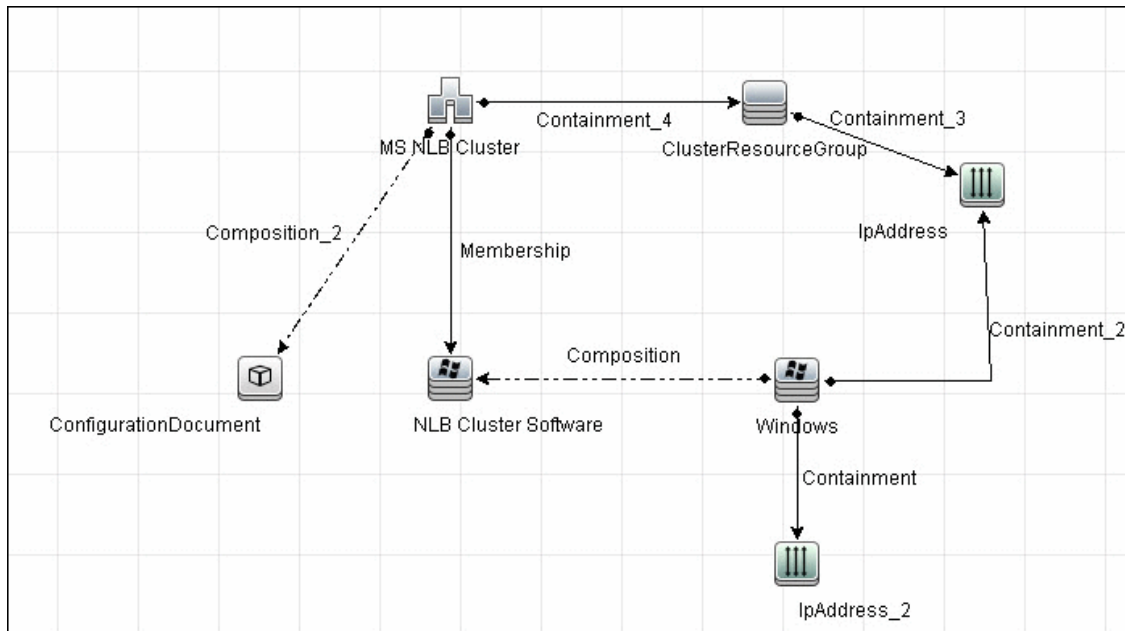 Containment_4
Containment_3
MS NLB Cluster
ClusterResourceGroup
IpAddress
Composition_2
Membership
Containment_2
Composition
ConfigurationDocument
NLB Cluster Software
Windows
Containment
IpAddress_2